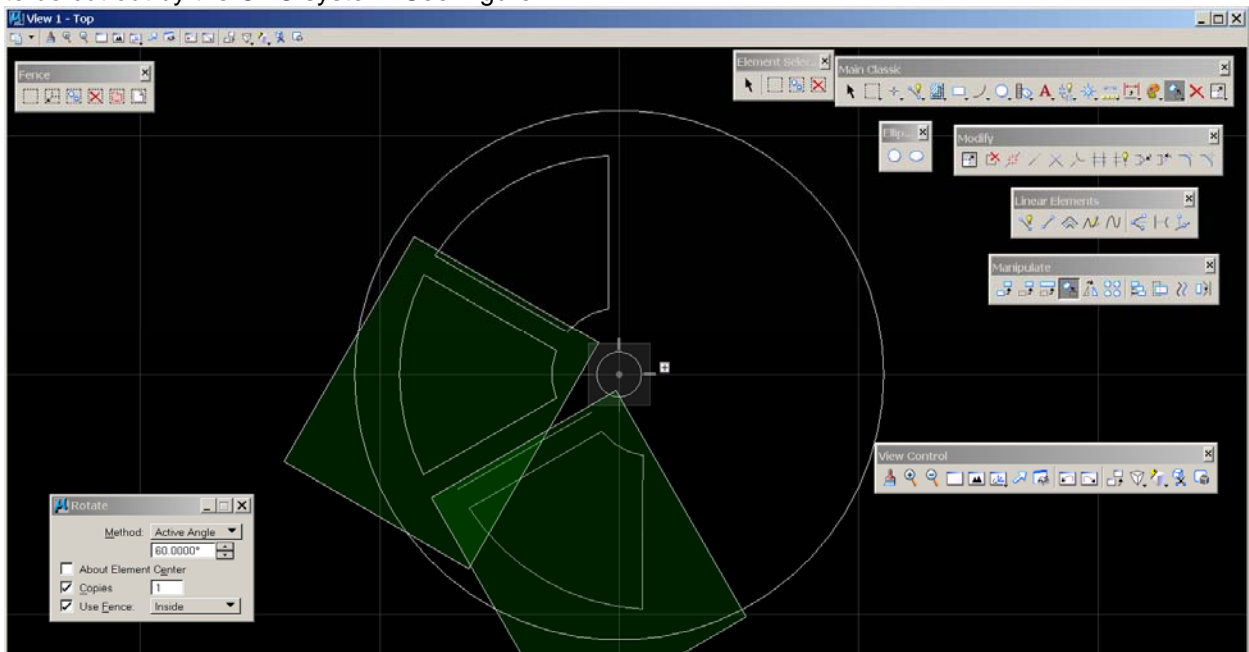 View 1 - Top
Fence
Element Selec...
Main Classic
Ellip...
Modify
Linear Elements
Manipulate
View Control
Rotate
Method: Active Angle
60.0000°
About Element Center
Copies 1
Use Fence: Inside